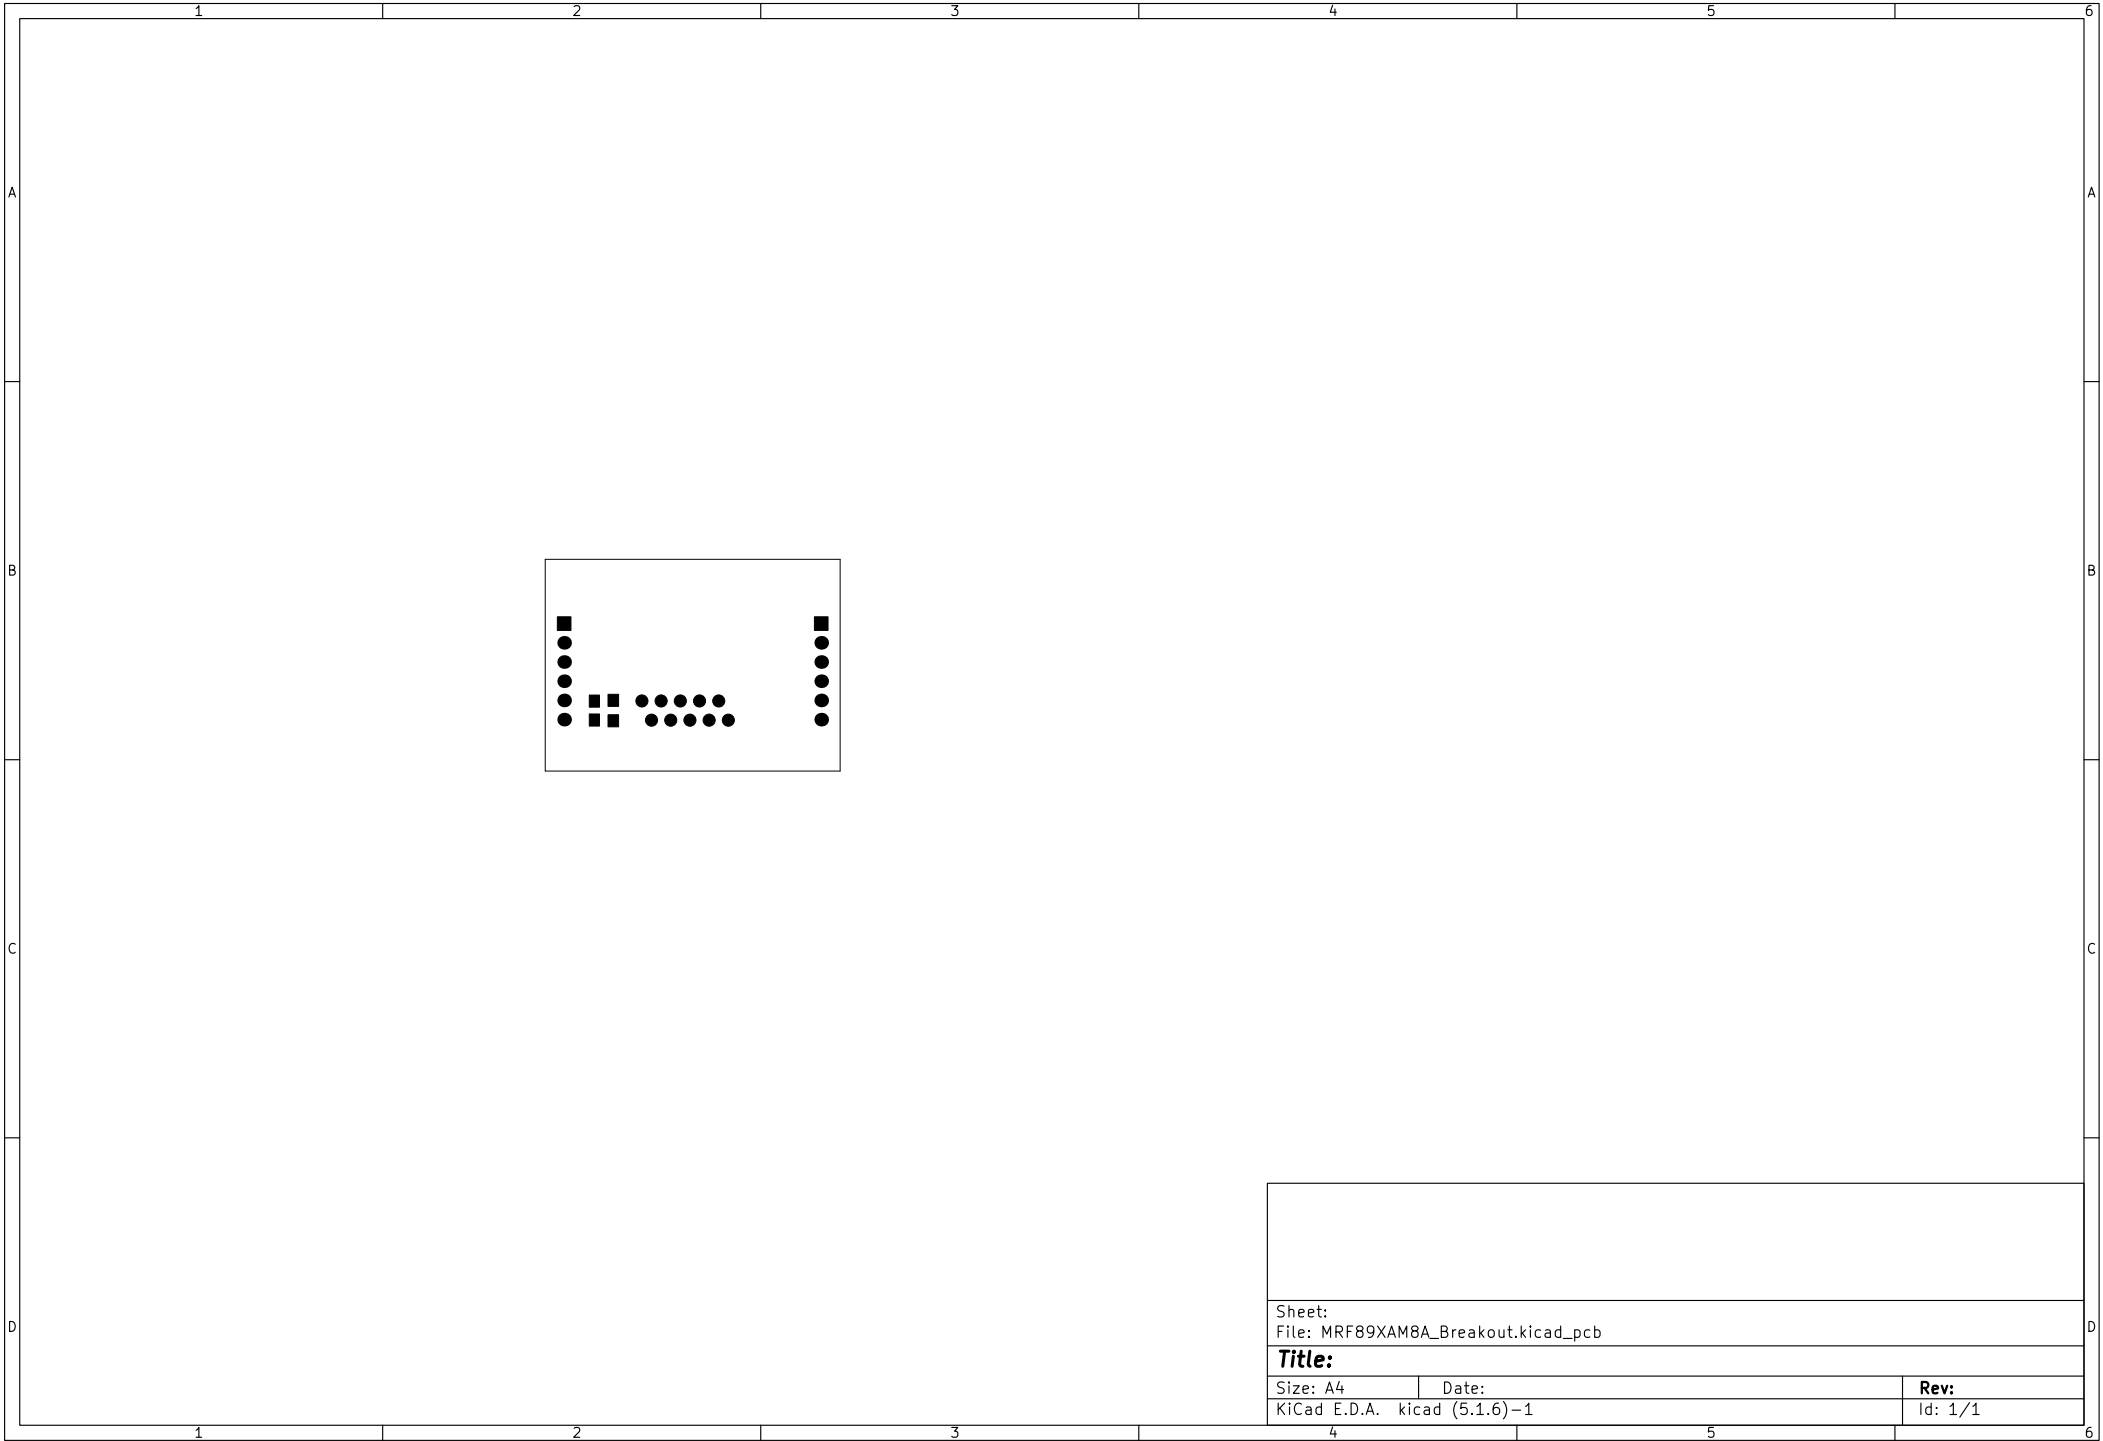 1 2 3 4 5 6
A A
B B
C C
D D
Sheet:
File: MRF89XAM8A_Breakout.kicad_pcb
Title:
Size: A4 Date: Rev:
KiCad E.D.A. kicad (5.1.6)-1 Id: 1/1
1 2 3 4 5 6